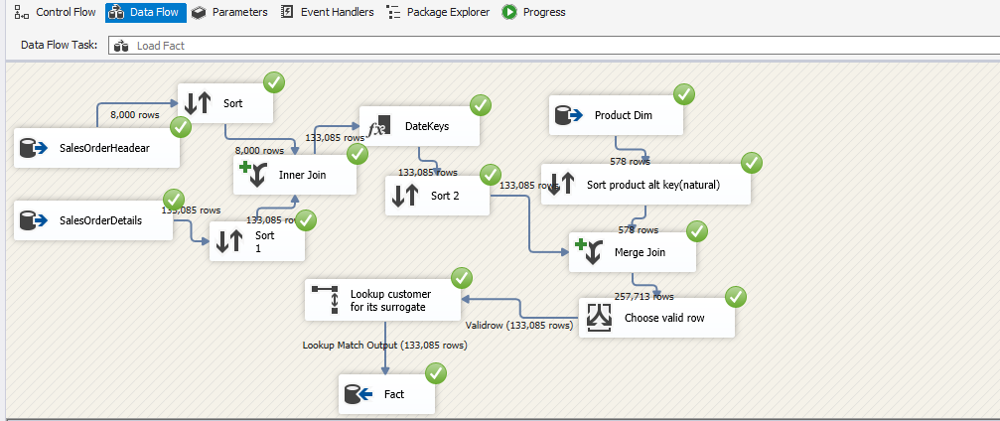 Control Flow
Data Flow
Parameters
Event Handlers
Package Explorer
Progress
Data Flow Task:
Load Fact
Sort
8,000 rows
SalesOrderHeadear
8,000 rows
Inner Join
133,085 rows
DateKeys
Product Dim
578 rows
133,085 rows
Sort 2
133,085 rows
Sort product alt key(natural)
SalesOrderDetails
133,085 rows
133,085 rows
Sort
1
578 rows
Merge Join
257,713 rows
Lookup customer
for its surrogate
Choose valid row
Validrow (133,085 rows)
Lookup Match Output (133,085 rows)
Fact